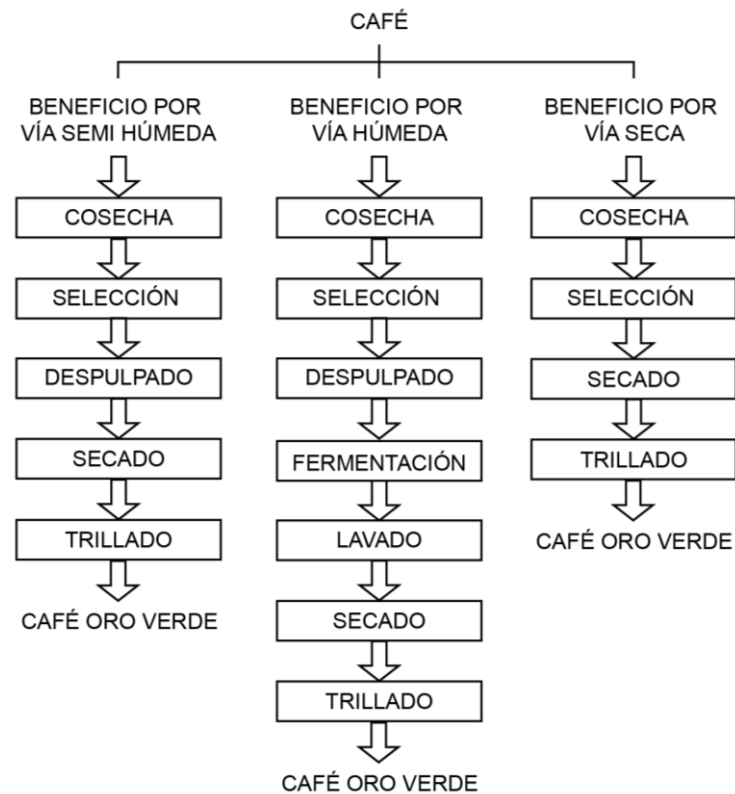 CAFÉ
BENEFICIO POR
VÍA SEMI HÚMEDA
COSECHA
SELECCIÓN
DESPULPADO
SECADO
TRILLADO
CAFÉ ORO VERDE
BENEFICIO POR
VÍA HÚMEDA
COSECHA
SELECCIÓN
DESPULPADO
FERMENTACIÓN
LAVADO
SECADO
TRILLADO
CAFÉ ORO VERDE
BENEFICIO POR
VÍA SECA
COSECHA
SELECCIÓN
SECADO
TRILLADO
CAFÉ ORO VERDE